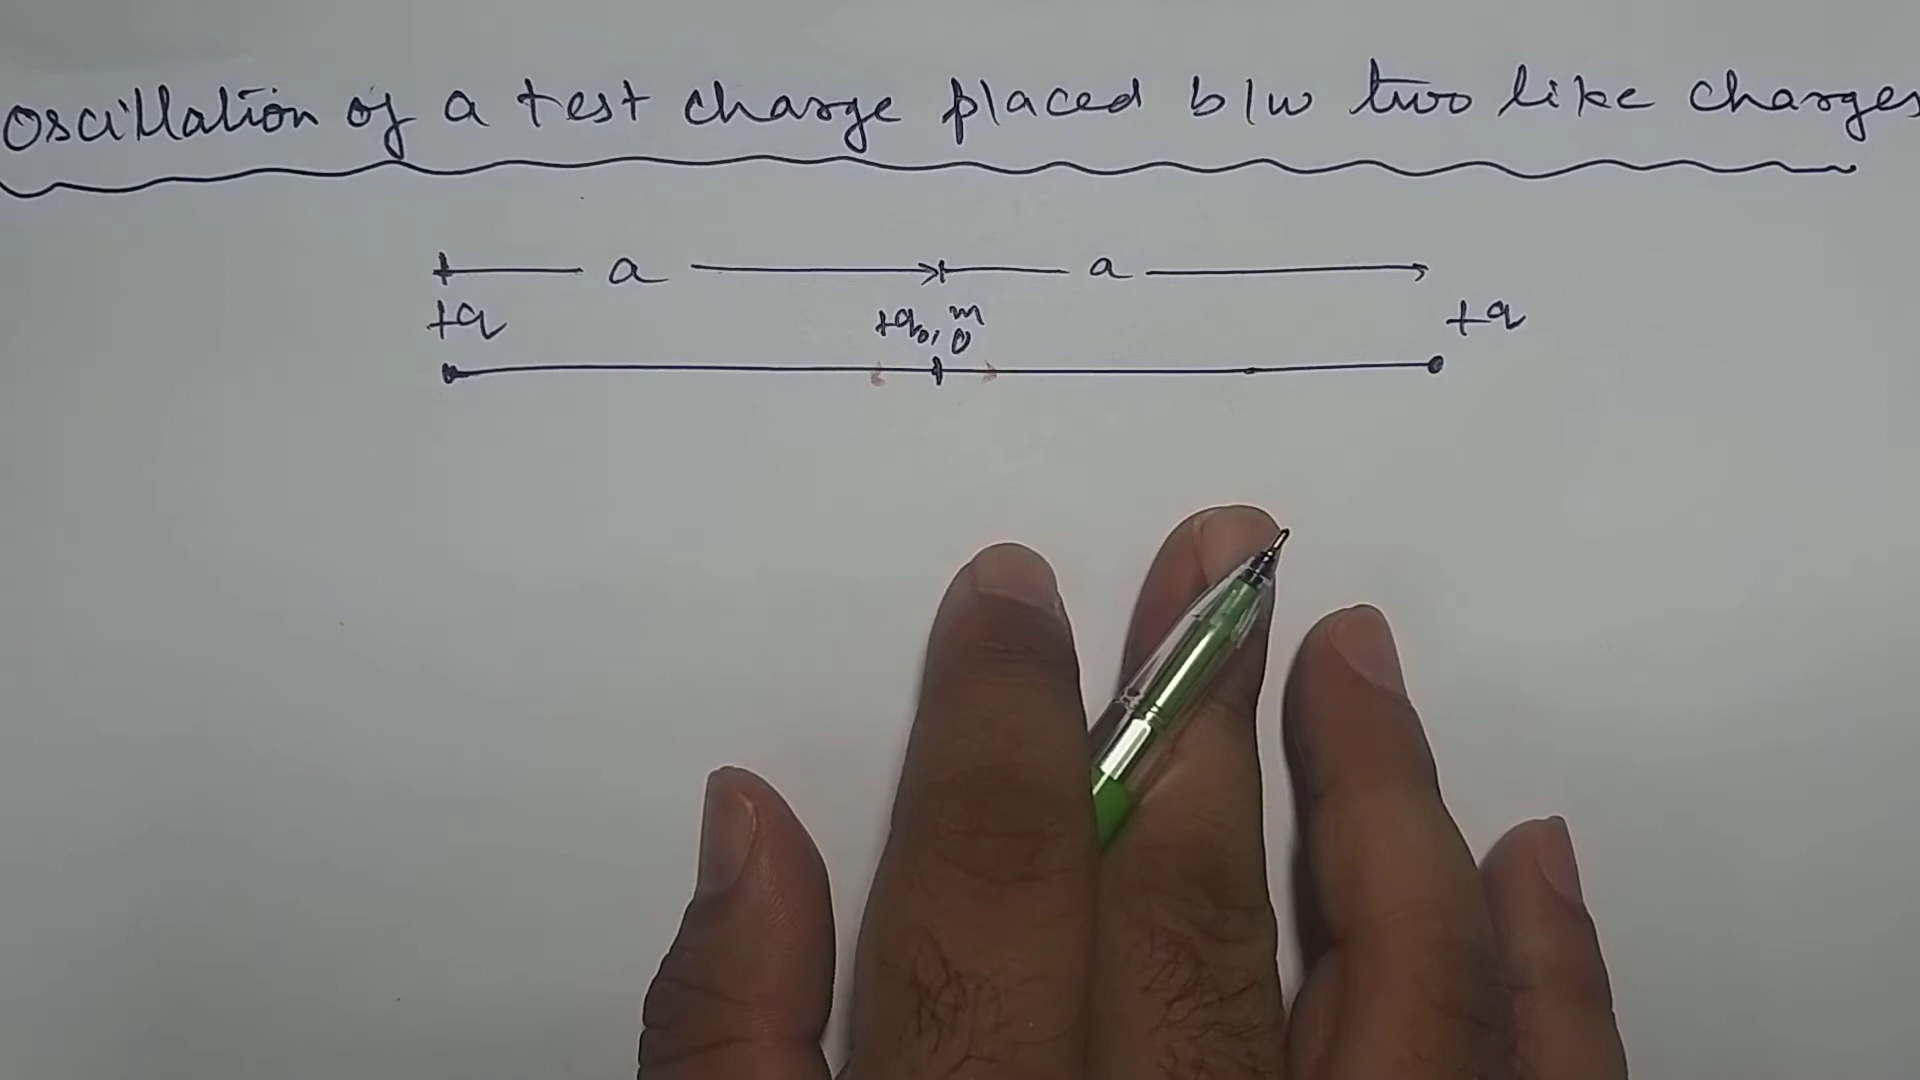 Oscillation of a test charge placed b/w two like charges
a a
+q +q₀, m +q
O